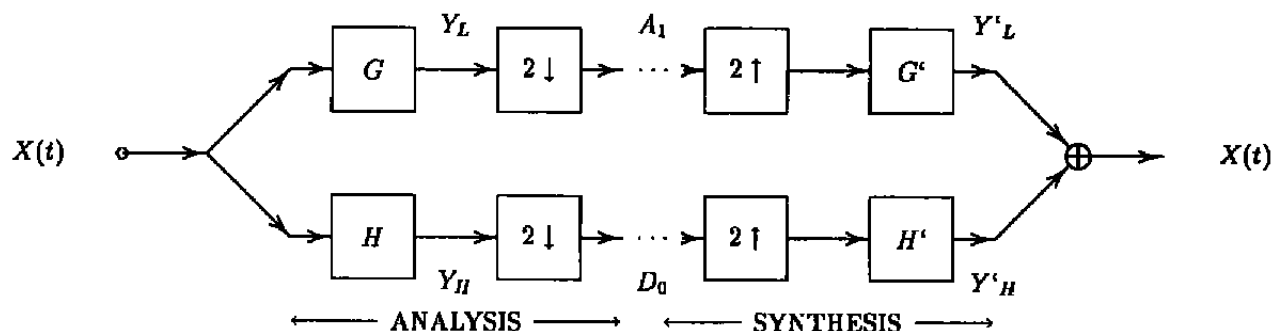 Y_L A_1 Y‘_L
G 2↓ ··· 2↑ G‘
X(t) X(t)
H 2↓ ··· 2↑ H‘
Y_H D_0 Y‘_H
ANALYSIS SYNTHESIS